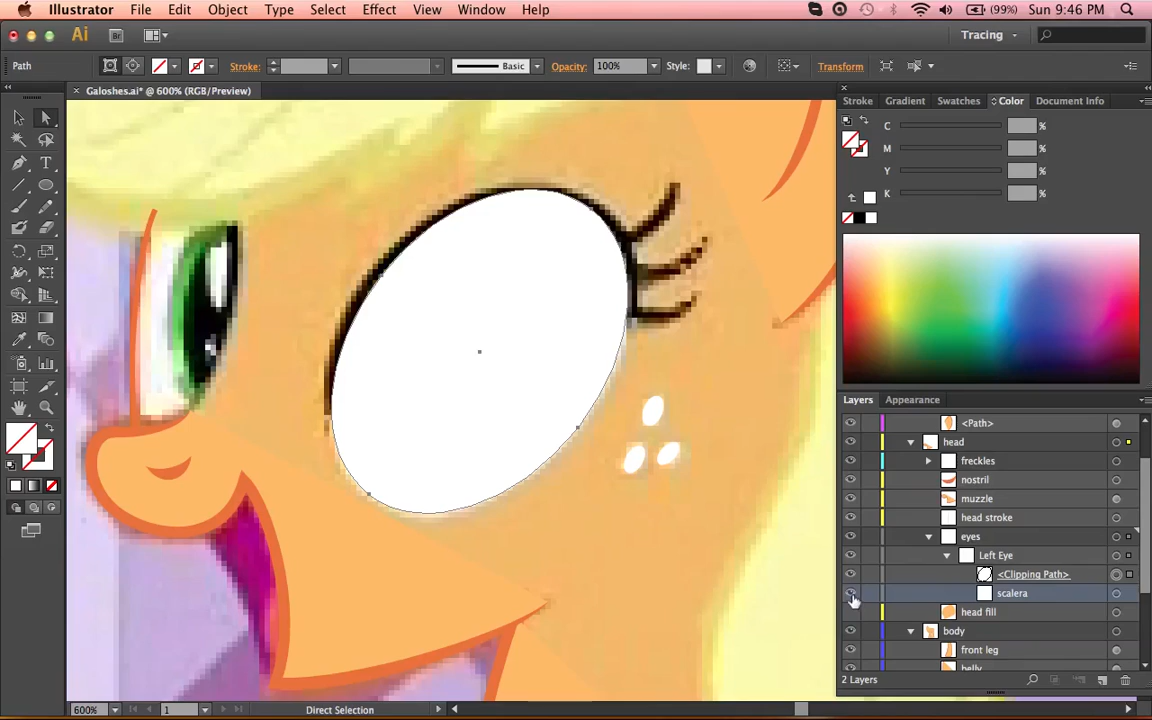 Illustrator File Edit Object Type Select Effect View Window Help (99%) Sun 9:46 PM
Ai Br Tracing
Path Stroke: Basic Opacity: 100% Style: Transform
× Galoshes.ai* @ 600% (RGB/Preview)
Stroke Gradient Swatches Color Document Info
C %
M %
Y %
K %
Layers Appearance
<Path>
head
freckles
nostril
muzzle
head stroke
eyes
Left Eye
<Clipping Path>
scalera
head fill
body
front leg
belly
2 Layers
600% 1 Direct Selection